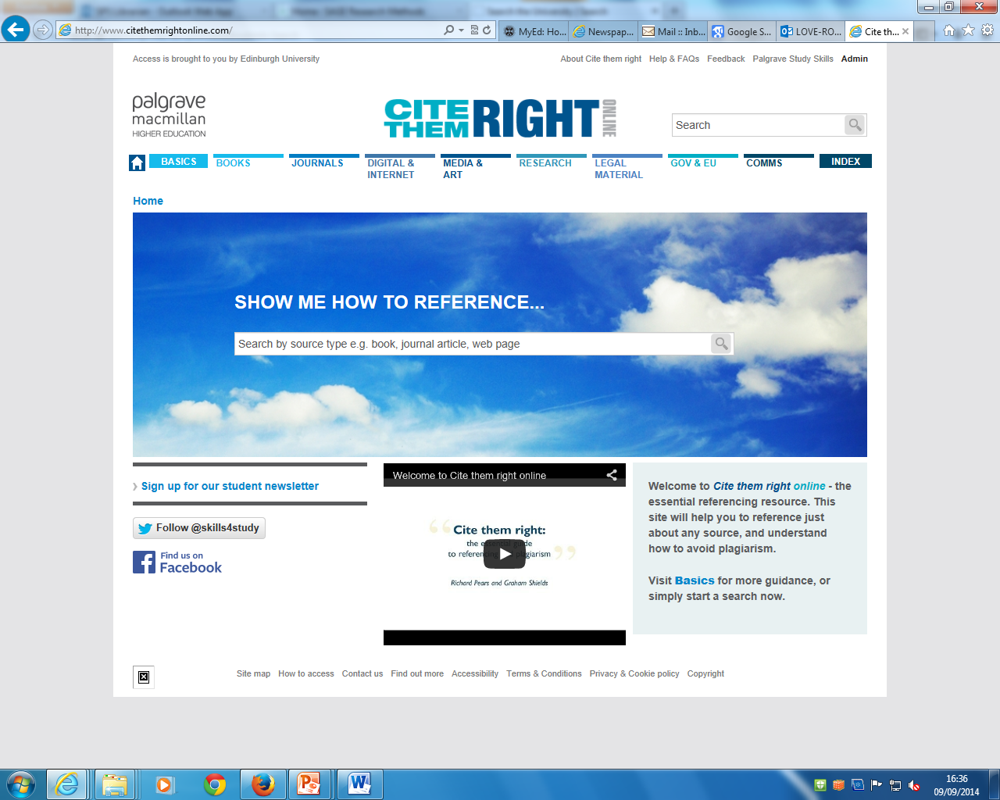 http://www.citethemrightonline.com/
MyEd: Ho...
Newspap...
Mail :: Inb...
Google S...
LOVE-RO...
Cite th...
Access is brought to you by Edinburgh University
About Cite them right Help & FAQs Feedback Palgrave Study Skills Admin
palgrave
macmillan
HIGHER EDUCATION
CITE
THEM
RIGHT
ONLINE
Search
BASICS
BOOKS
JOURNALS
DIGITAL &
INTERNET
MEDIA &
ART
RESEARCH
LEGAL
MATERIAL
GOV & EU
COMMS
INDEX
Home
SHOW ME HOW TO REFERENCE...
Search by source type e.g. book, journal article, web page
Sign up for our student newsletter
Follow @skills4study
Find us on
Facebook
Welcome to Cite them right online
Cite them right:
the essential guide
to referencing plagiarism
Richard Pears and Graham Shields
Welcome to Cite them right online - the
essential referencing resource. This
site will help you to reference just
about any source, and understand
how to avoid plagiarism.
Visit Basics for more guidance, or
simply start a search now.
Site map How to access Contact us Find out more Accessibility Terms & Conditions Privacy & Cookie policy Copyright
16:36
09/09/2014